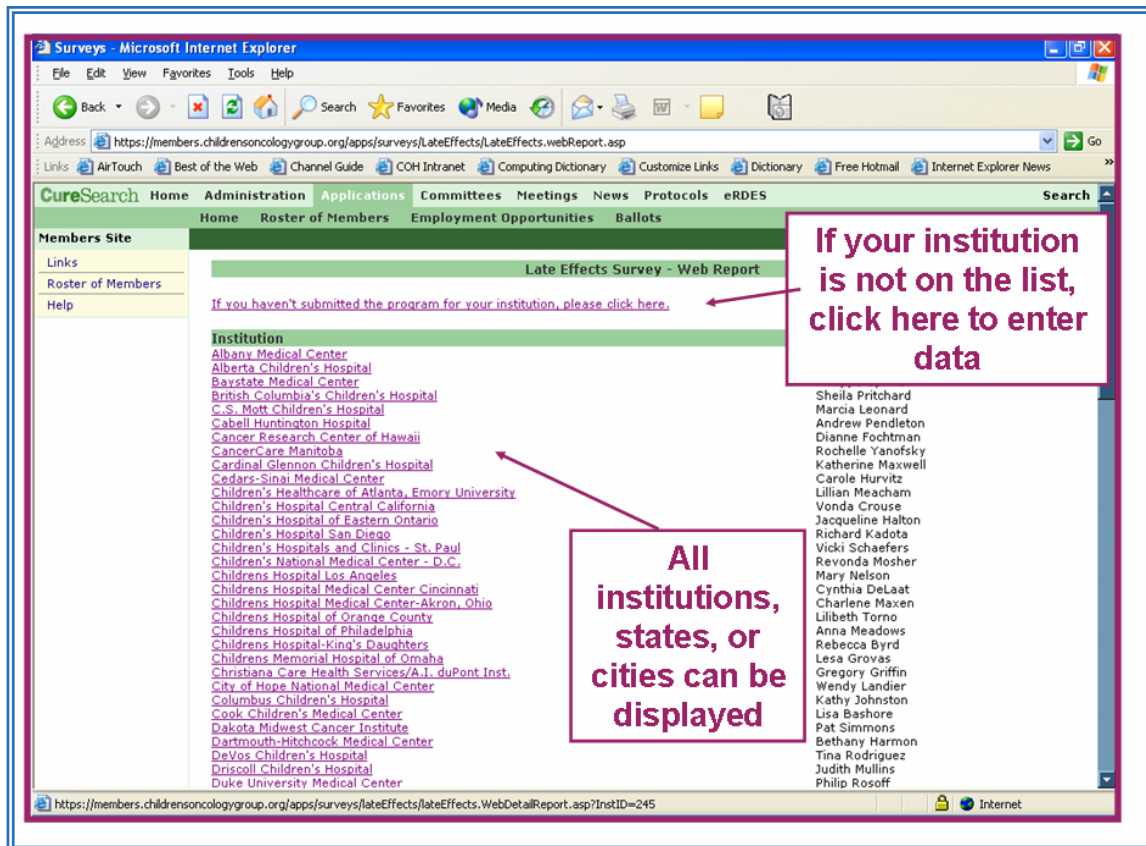 Surveys - Microsoft Internet Explorer
File Edit View Favorites Tools Help
Back Search Favorites Media
Address https://members.childrensoncologygroup.org/apps/surveys/LateEffects/LateEffects.webReport.asp Go
Links AirTouch Best of the Web Channel Guide COH Intranet Computing Dictionary Customize Links Dictionary Free Hotmail Internet Explorer News »
CureSearch Home Administration Applications Committees Meetings News Protocols eRDES Search
Home Roster of Members Employment Opportunities Ballots
Members Site
Links
Roster of Members
Help
Late Effects Survey - Web Report
If you haven't submitted the program for your institution, please click here.
If your institution
is not on the list,
click here to enter
data
Institution
Albany Medical Center
Alberta Children's Hospital
Baystate Medical Center
British Columbia's Children's Hospital Sheila Pritchard
C.S. Mott Children's Hospital Marcia Leonard
Cabell Huntington Hospital Andrew Pendleton
Cancer Research Center of Hawaii Dianne Fochtman
CancerCare Manitoba Rochelle Yanofsky
Cardinal Glennon Children's Hospital Katherine Maxwell
Cedars-Sinai Medical Center Carole Hurvitz
Children's Healthcare of Atlanta, Emory University Lillian Meacham
Children's Hospital Central California Vonda Crouse
Children's Hospital of Eastern Ontario Jacqueline Halton
Children's Hospital San Diego Richard Kadota
Children's Hospitals and Clinics - St. Paul Vicki Schaefers
Children's National Medical Center - D.C. Revonda Mosher
Childrens Hospital Los Angeles Mary Nelson
Childrens Hospital Medical Center Cincinnati Cynthia DeLaat
Childrens Hospital Medical Center-Akron, Ohio Charlene Maxen
Childrens Hospital of Orange County Lilibeth Torno
Childrens Hospital of Philadelphia Anna Meadows
Childrens Hospital-King's Daughters Rebecca Byrd
Childrens Memorial Hospital of Omaha Lesa Grovas
Christiana Care Health Services/A.I. duPont Inst. Gregory Griffin
City of Hope National Medical Center Wendy Landier
Columbus Children's Hospital Kathy Johnston
Cook Children's Medical Center Lisa Bashore
Dakota Midwest Cancer Institute Pat Simmons
Dartmouth-Hitchcock Medical Center Bethany Harmon
DeVos Children's Hospital Tina Rodriguez
Driscoll Children's Hospital Judith Mullins
Duke University Medical Center Philip Rosoff
All
institutions,
states, or
cities can be
displayed
https://members.childrensoncologygroup.org/apps/surveys/lateEffects/lateEffects.WebDetailReport.asp?InstID=245 Internet